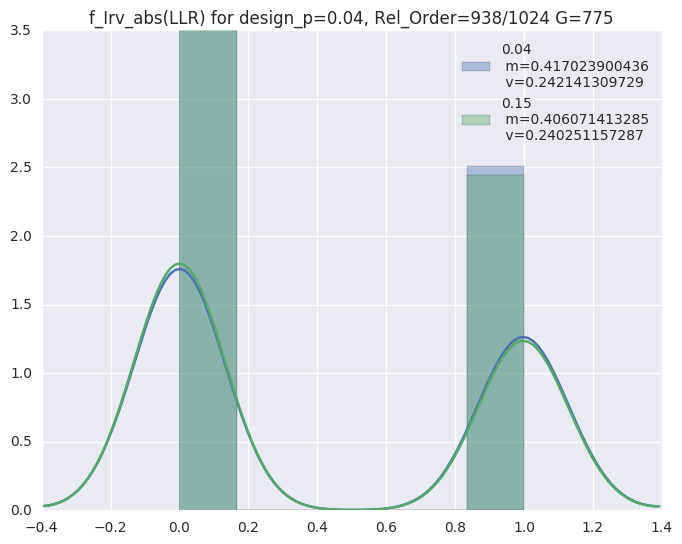 f_Irv_abs(LLR) for design_p=0.04, Rel_Order=938/1024 G=775
0.04
m=0.417023900436
v=0.242141309729
0.15
m=0.406071413285
v=0.240251157287
3.5
3.0
2.5
2.0
1.5
1.0
0.5
0.0
−0.4 −0.2 0.0 0.2 0.4 0.6 0.8 1.0 1.2 1.4